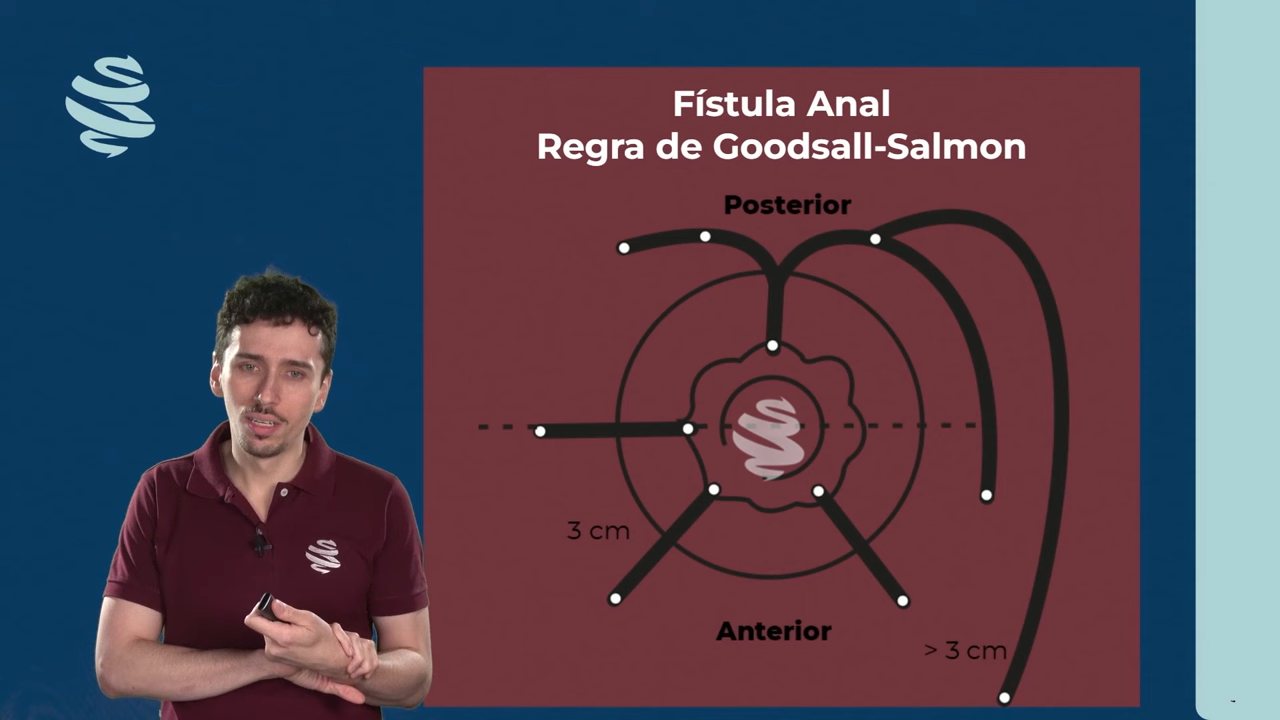 Fístula Anal
Regra de Goodsall-Salmon
Posterior
3 cm
Anterior
> 3 cm